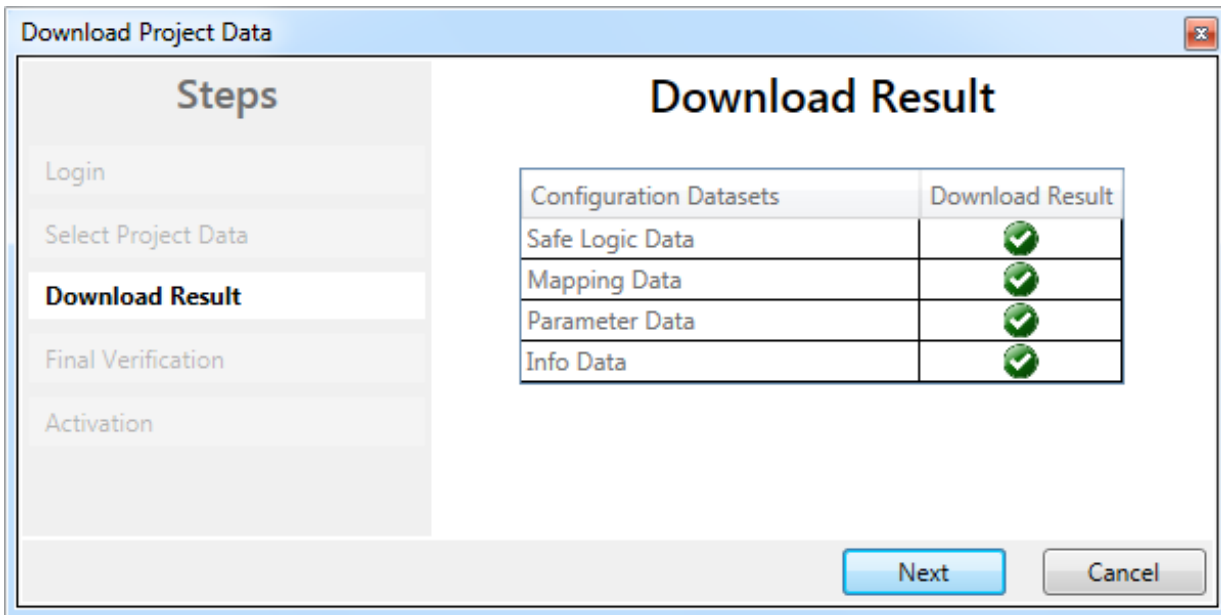 Download Project Data
Steps
Login
Select Project Data
Download Result
Final Verification
Activation
Download Result
Configuration Datasets Download Result
Safe Logic Data
Mapping Data
Parameter Data
Info Data
Next Cancel